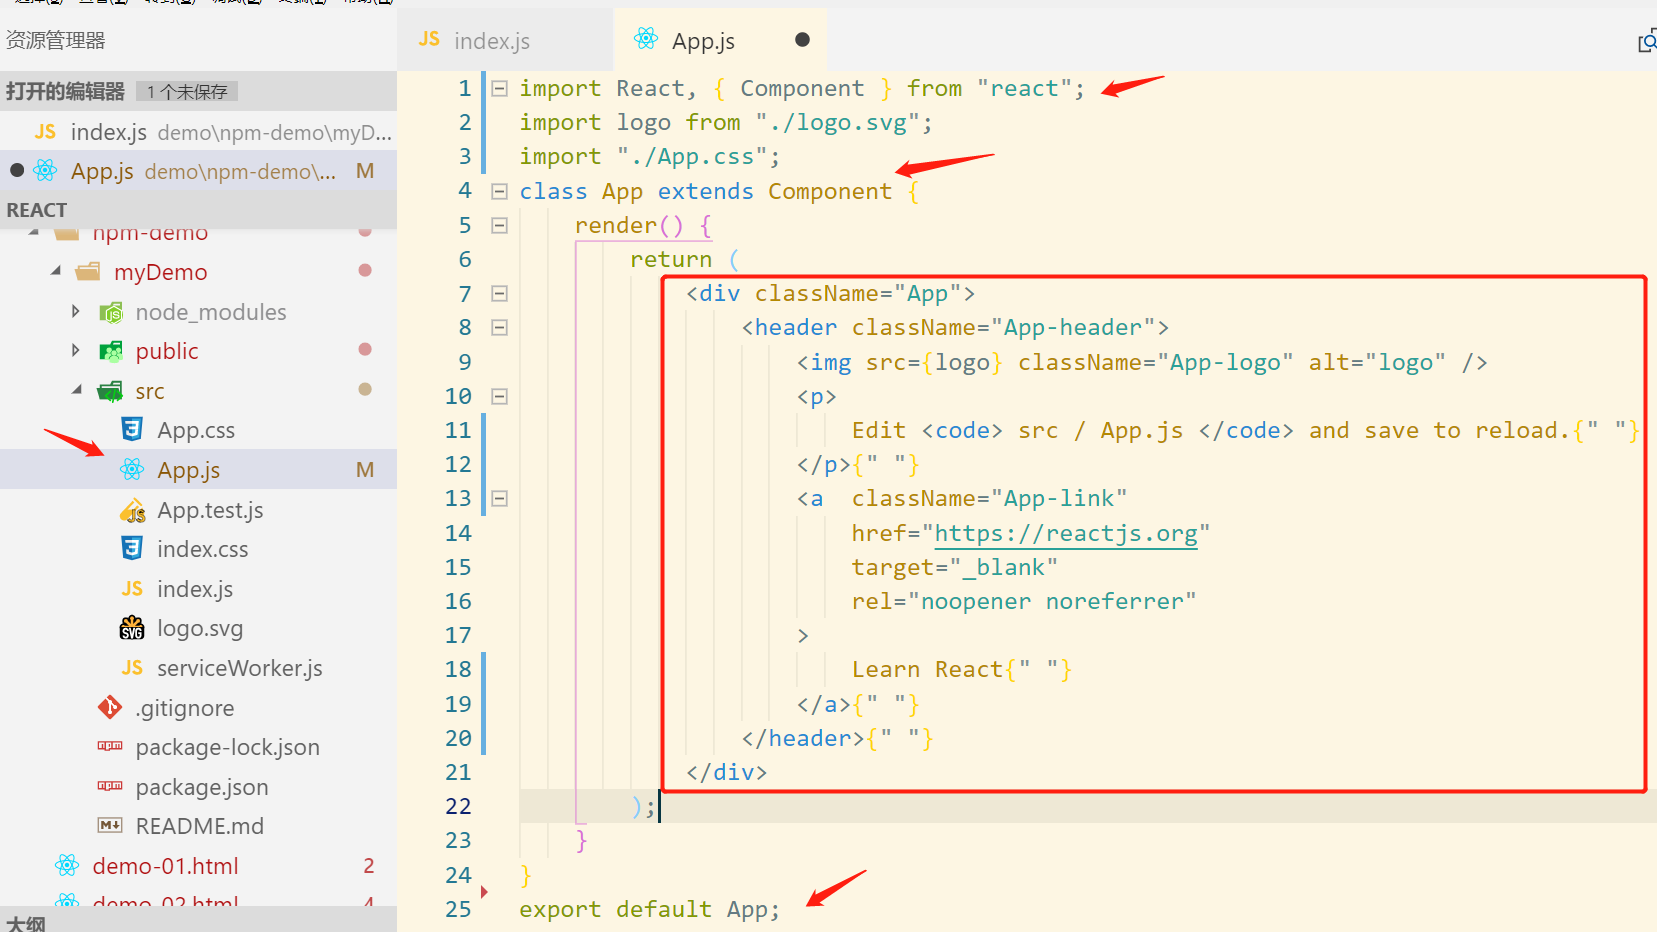 资源管理器
打开的编辑器 1 个未保存
JS index.js demo\npm-demo\myD...
App.js demo\npm-demo\... M
REACT
npm-demo
myDemo
node_modules
public
src
App.css
App.js M
App.test.js
index.css
JS index.js
SVG logo.svg
JS serviceWorker.js
.gitignore
package-lock.json
package.json
M README.md
demo-01.html 2
demo-02.html 4
大纲
JS index.js
App.js
1 import React, { Component } from "react";
2 import logo from "./logo.svg";
3 import "./App.css";
4 class App extends Component {
5 render() {
6 return (
7 <div className="App">
8 <header className="App-header">
9 <img src={logo} className="App-logo" alt="logo" />
10 <p>
11 Edit <code> src / App.js </code> and save to reload.{" "}
12 </p>{" "}
13 <a className="App-link"
14 href="https://reactjs.org"
15 target="_blank"
16 rel="noopener noreferrer"
17 >
18 Learn React{" "}
19 </a>{" "}
20 </header>{" "}
21 </div>
22 );
23 }
24 }
25 export default App;